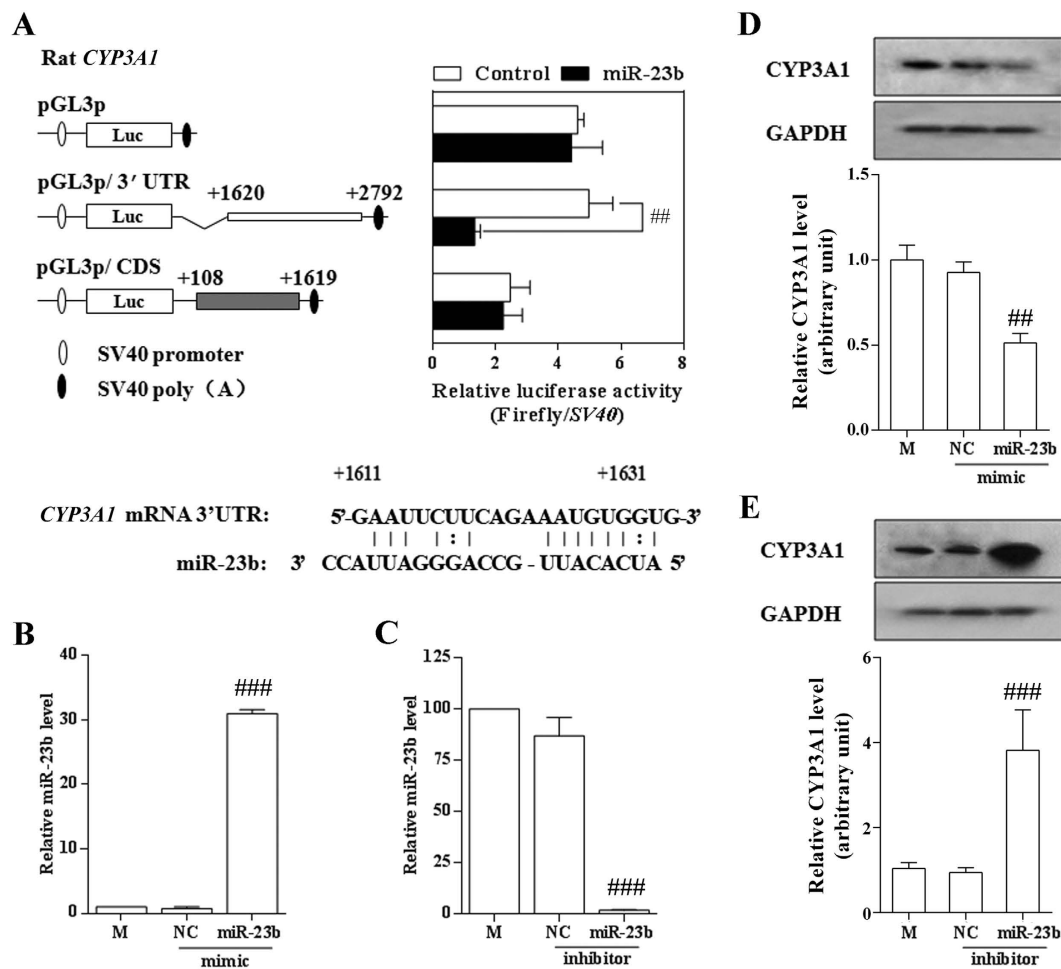 A
Rat CYP3A1
pGL3p
Luc
pGL3p/ 3′ UTR
+1620
+2792
Luc
pGL3p/ CDS
+108
+1619
Luc
SV40 promoter
SV40 poly (A)
Control miR-23b
##
0 2 4 6 8
Relative luciferase activity
(Firefly/SV40)
+1611 +1631
CYP3A1 mRNA 3'UTR: 5'-GAAUUCUUCAGAAAUGUGGUG-3'
miR-23b: 3' CCAUUAGGGACCG - UUACACUA 5'
B
Relative miR-23b level
40
30
20
10
0
###
M NC miR-23b
mimic
C
Relative miR-23b level
125
100
75
50
25
0
###
M NC miR-23b
inhibitor
D
CYP3A1
GAPDH
Relative CYP3A1 level
(arbitrary unit)
1.5
1.0
0.5
0.0
##
M NC miR-23b
mimic
E
CYP3A1
GAPDH
Relative CYP3A1 level
(arbitrary unit)
6
4
2
0
###
M NC miR-23b
inhibitor